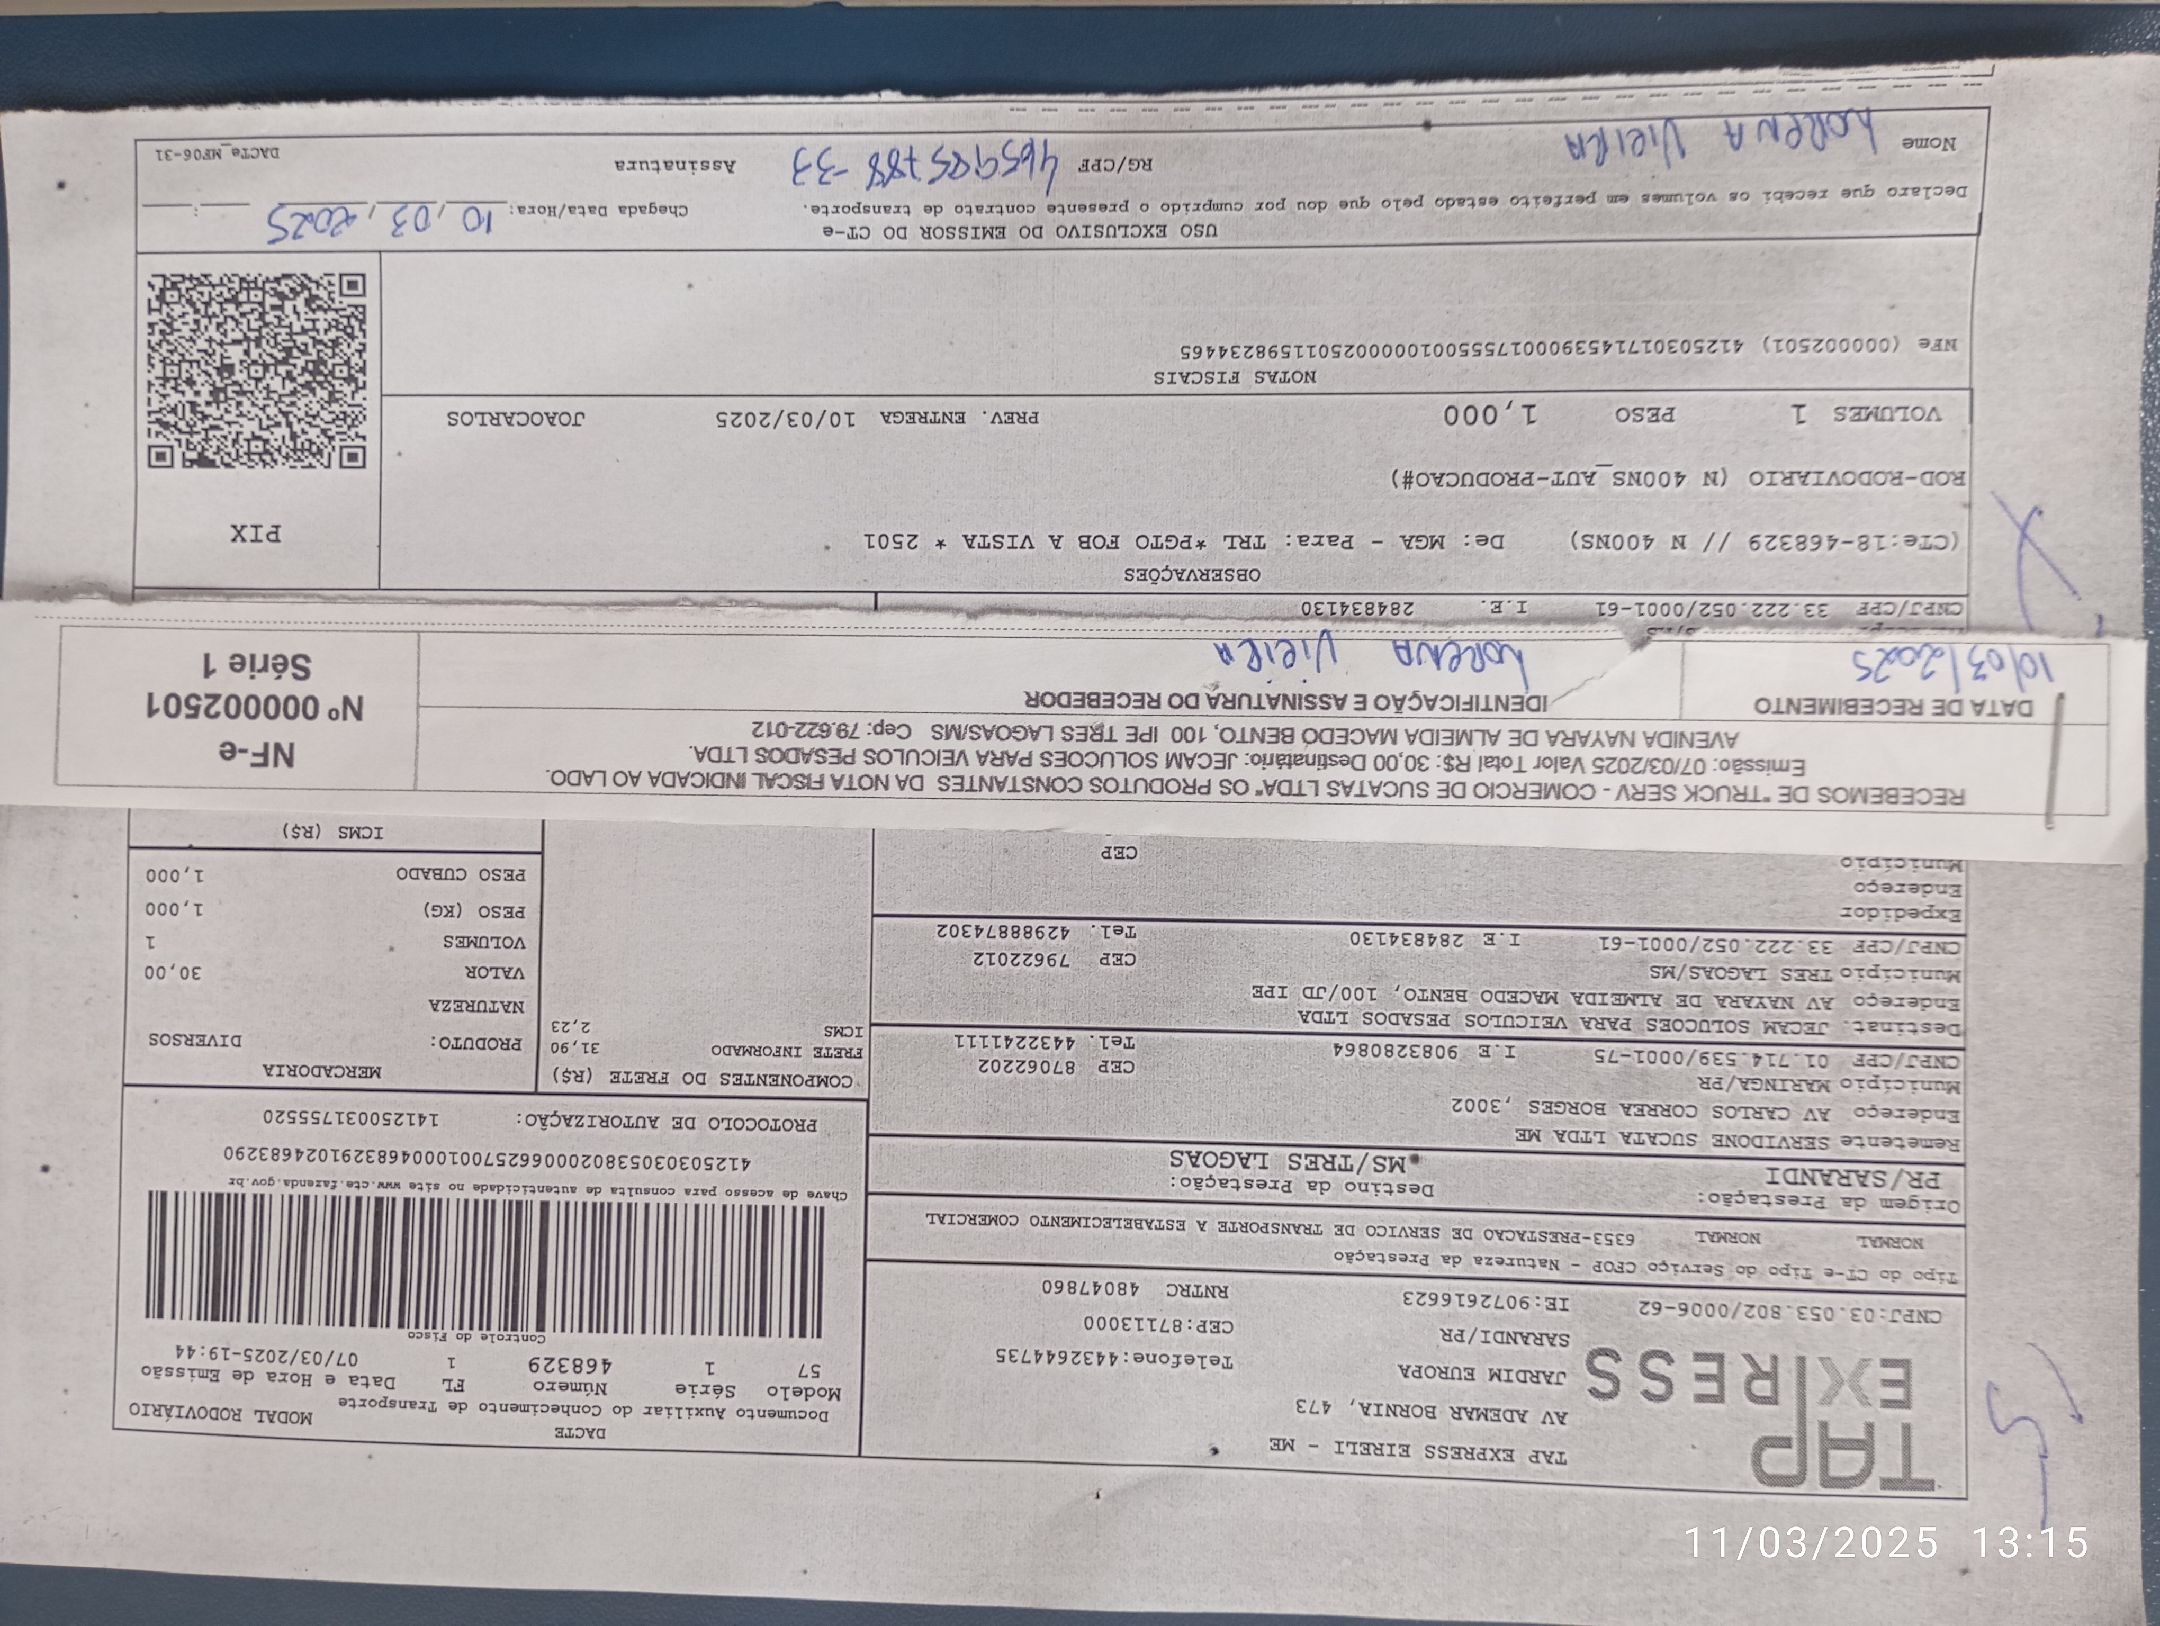 TAP
EXPRESS
TAP EXPRESS EIRELI - ME
AV ADEMAR BORNIA, 473
JARDIM EUROPA Telefone:4432644735
SARANDI/PR CEP:87113000
CNPJ:03.053.802/0006-62 IE:9072616623 RNTRC 48047860
DACTE MODAL RODOVIÁRIO
Documento Auxiliar do Conhecimento de Transporte
Modelo Série Número FL Data e Hora de Emissão
57 1 468329 1 07/03/2025-19:44
Controle do Fisco
Chave de acesso para consulta de autenticidade no site www.cte.fazenda.gov.br
41250303053802000662570010004683291024683290
PROTOCOLO DE AUTORIZAÇÃO: 141250031755520
Tipo do CT-e Tipo do Serviço CFOP - Natureza da Prestação
NORMAL NORMAL 6353-PRESTACAO DE SERVICO DE TRANSPORTE A ESTABELECIMENTO COMERCIAL
Origem da Prestação: Destino da Prestação:
PR/SARANDI MS/TRES LAGOAS
Remetente SERVIDONE SUCATA LTDA ME
Endereço AV CARLOS CORREA BORGES ,3002
Município MARINGA/PR CEP 87062202
CNPJ/CPF 01.714.539/0001-75 I.E 9083280864 Tel. 4432241111
Destinat. JECAM SOLUCOES PARA VEICULOS PESADOS LTDA
Endereço AV NAYARA DE ALMEIDA MACEDO BENTO, 100/JD IPE
Município TRES LAGOAS/MS CEP 79622012
CNPJ/CPF 33.222.052/0001-61 I.E 284834130 Tel. 42988874302
Expedidor
Endereço
Município CEP
COMPONENTES DO FRETE (R$)
FRETE INFORMADO 31,90
ICMS 2,23
MERCADORIA
PRODUTO: DIVERSOS
NATUREZA
VALOR 30,00
VOLUMES 1
PESO (KG) 1,000
PESO CUBADO 1,000
ICMS (R$)
RECEBEMOS DE "TRUCK SERV - COMERCIO DE SUCATAS LTDA" OS PRODUTOS CONSTANTES DA NOTA FISCAL INDICADA AO LADO.
Emissão: 07/03/2025 Valor Total R$: 30,00 Destinatário: JECAM SOLUCOES PARA VEICULOS PESADOS LTDA
AVENIDA NAYARA DE ALMEIDA MACEDO BENTO, 100 IPE TRES LAGOAS/MS Cep: 79.622-012
DATA DE RECEBIMENTO IDENTIFICAÇÃO E ASSINATURA DO RECEBEDOR
10/03/2025 LORENA VIEIRA
NF-e
Nº 000002501
Série 1
CNPJ/CPF 33.222.052/0001-61 I.E. 284834130
OBSERVAÇÕES
(CTe:18-468329 // N 400NS) De: MGA - Para: TRL *PGTO FOB A VISTA * 2501
ROD-RODOVIARIO (N 400NS_AUT-PRODUCAO#)
PIX
VOLUMES 1 PESO 1,000 PREV. ENTREGA 10/03/2025 JOAOCARLOS
NOTAS FISCAIS
NFe (000002501) 41250301714539000175550010000025011598234465
USO EXCLUSIVO DO EMISSOR DO CT-e
Declaro que recebi os volumes em perfeito estado pelo que dou por cumprido o presente contrato de transporte. Chegada Data/Hora: 10/03/2025 __:__
Nome LORENA VIEIRA RG/CPF 465985788-33 Assinatura
DACTe_MF06-31
11/03/2025 13:15